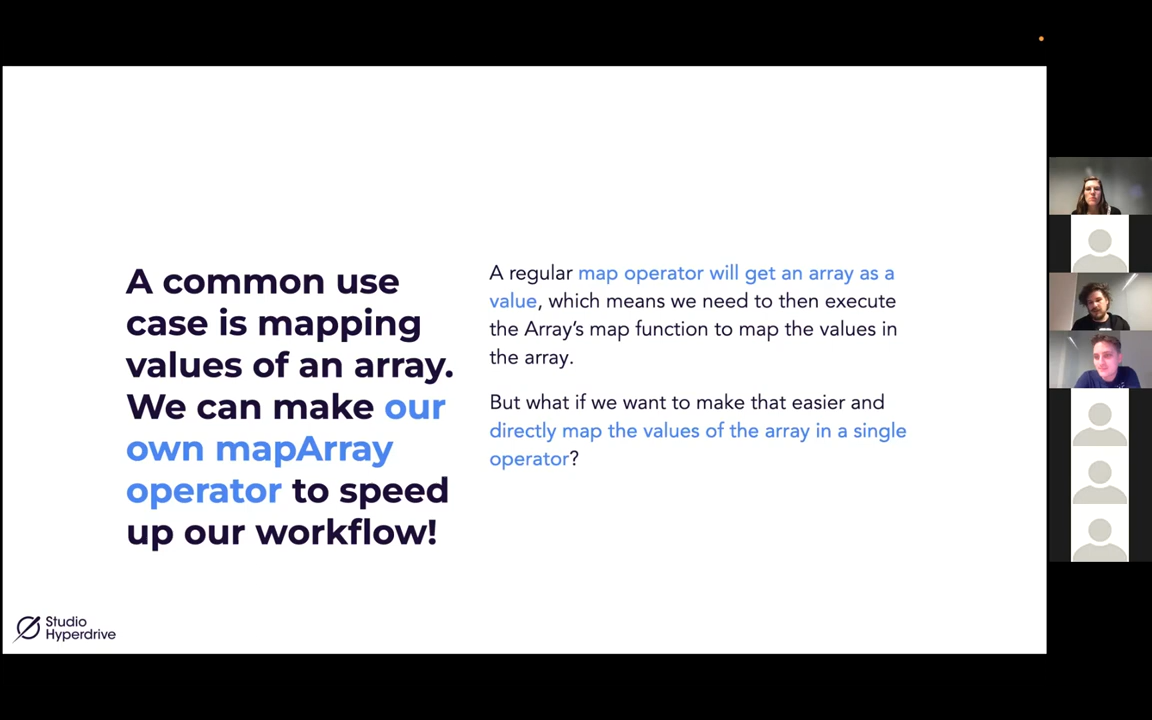 A common use
case is mapping
values of an array.
We can make our
own mapArray
operator to speed
up our workflow!
A regular map operator will get an array as a
value, which means we need to then execute
the Array’s map function to map the values in
the array.
But what if we want to make that easier and
directly map the values of the array in a single
operator?
Studio
Hyperdrive